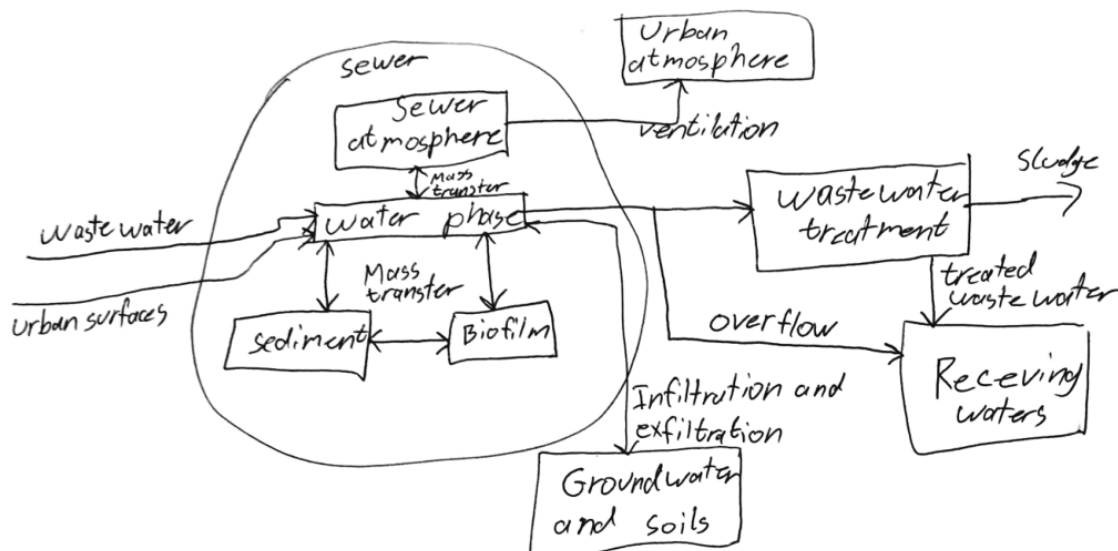 Urban
atmosphere
Sewer
Sewer
atmosphere
ventilation
Mass
transfer
Sludge
Wastewater
treatment
Waste water
Water phase
Mass
transfer
treated
waste water
Urban surfaces
Sediment
Biofilm
overflow
Receving
waters
Infiltration and
exfiltration
Groundwater
and soils